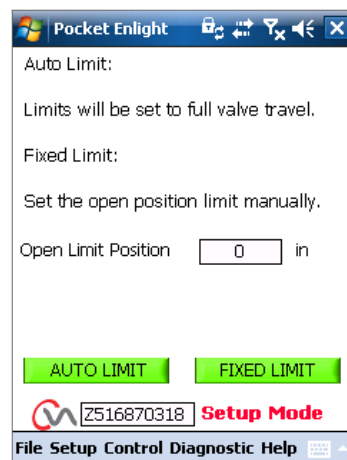 Pocket Enlight
Auto Limit:
Limits will be set to full valve travel.
Fixed Limit:
Set the open position limit manually.
Open Limit Position 0 in
AUTO LIMIT FIXED LIMIT
Z516870318 Setup Mode
File Setup Control Diagnostic Help